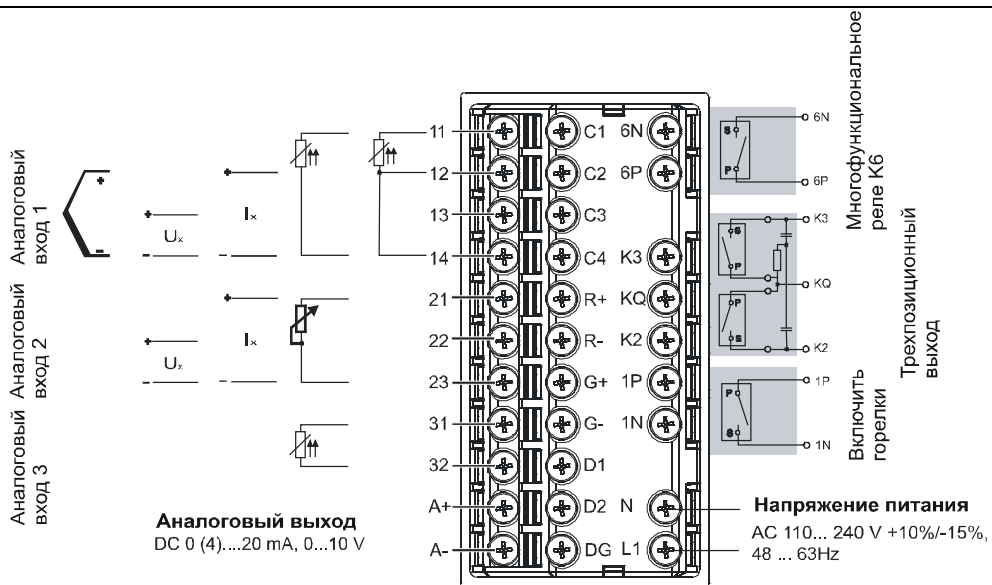 Аналоговый
вход 1
Аналоговый
вход 2
Аналоговый
вход 3
+
-
+
-
Ux
+
-
Ix
+
-
Ux
+
-
Ix
11
12
13
14
21
22
23
31
32
A+
A-
C1 6N
C2 6P
C3
C4 K3
R+ KQ
R- K2
G+ 1P
G- 1N
D1
D2 N
DG L1
S
P
6N
6P
S
P
P
S
K3
KQ
K2
P
S
1P
1N
Многофункциональное
реле K6
Трехпозиционный
выход
Включить
горелки
Аналоговый выход
DC 0 (4)....20 mA, 0...10 V
Напряжение питания
AC 110... 240 V +10%/-15%,
48 ... 63Hz